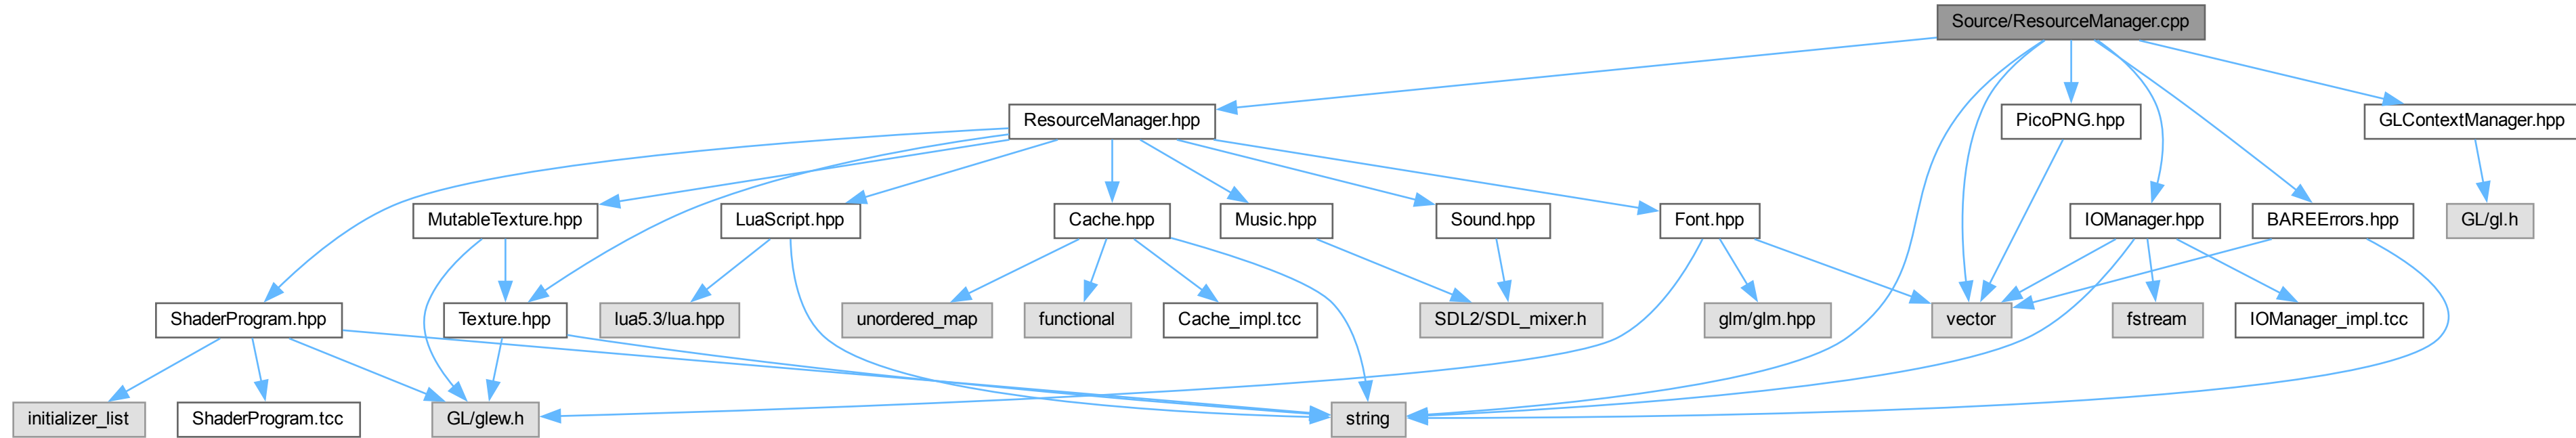 Source/ResourceManager.cpp
ResourceManager.hpp
PicoPNG.hpp
GLContextManager.hpp
MutableTexture.hpp
LuaScript.hpp
Cache.hpp
Music.hpp
Sound.hpp
Font.hpp
IOManager.hpp
BAREErrors.hpp
GL/gl.h
ShaderProgram.hpp
Texture.hpp
lua5.3/lua.hpp
unordered_map
functional
Cache_impl.tcc
SDL2/SDL_mixer.h
glm/glm.hpp
vector
fstream
IOManager_impl.tcc
initializer_list
ShaderProgram.tcc
GL/glew.h
string